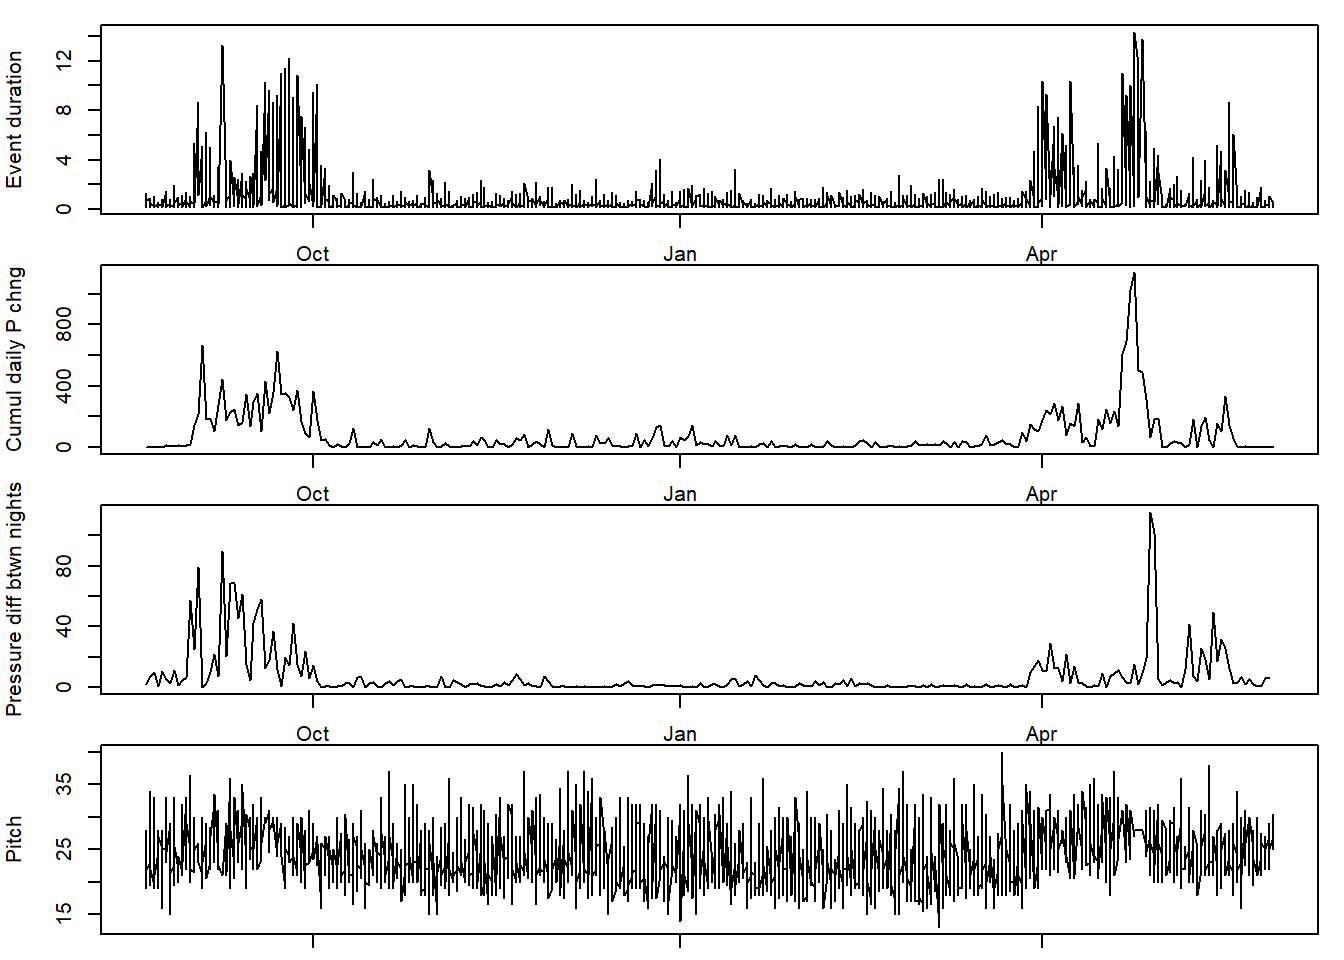 Event duration
12
8
4
0
Oct Jan Apr
Cumul daily P chng
800
400
0
Oct Jan Apr
Pressure diff btwn nights
80
40
0
Oct Jan Apr
Pitch
35
25
15